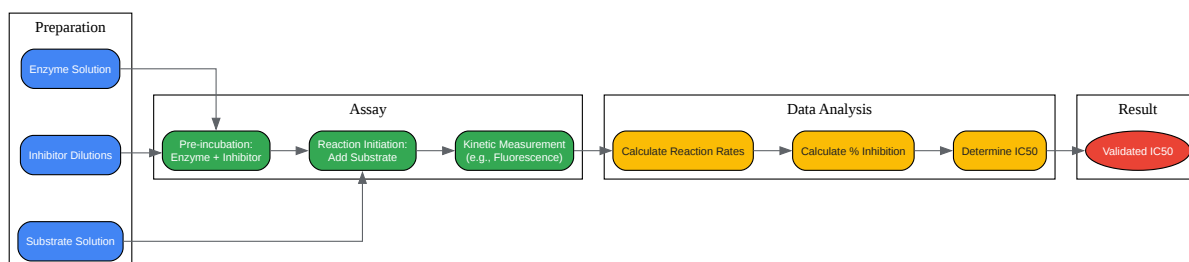 Preparation
Enzyme Solution
Inhibitor Dilutions
Substrate Solution
Assay
Pre-incubation:
Enzyme + Inhibitor
Reaction Initiation:
Add Substrate
Kinetic Measurement
(e.g., Fluorescence)
Data Analysis
Calculate Reaction Rates
Calculate % Inhibition
Determine IC50
Result
Validated IC50